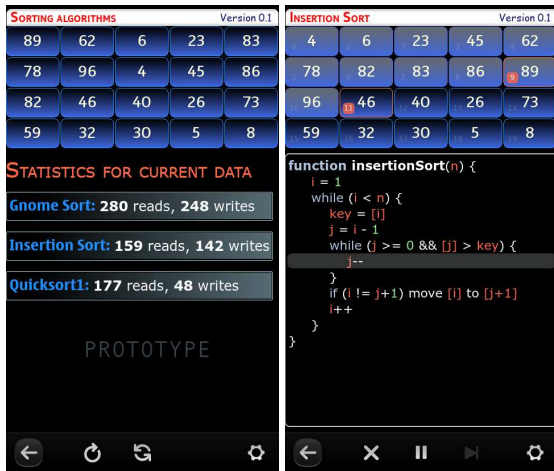 SORTING ALGORITHMS Version 0.1
89 62 6 23 83
78 96 4 45 86
82 46 40 26 73
59 32 30 5 8
STATISTICS FOR CURRENT DATA
Gnome Sort: 280 reads, 248 writes
Insertion Sort: 159 reads, 142 writes
Quicksort1: 177 reads, 48 writes
PROTOTYPE
INSERTION SORT Version 0.1
4 6 23 45 62
78 82 83 86 9 89
96 11 46 40 26 73
59 32 30 5 8
function insertionSort(n) {
i = 1
while (i < n) {
key = [i]
j = i - 1
while (j >= 0 && [j] > key) {
j--
}
if (i != j+1) move [i] to [j+1]
i++
}
}